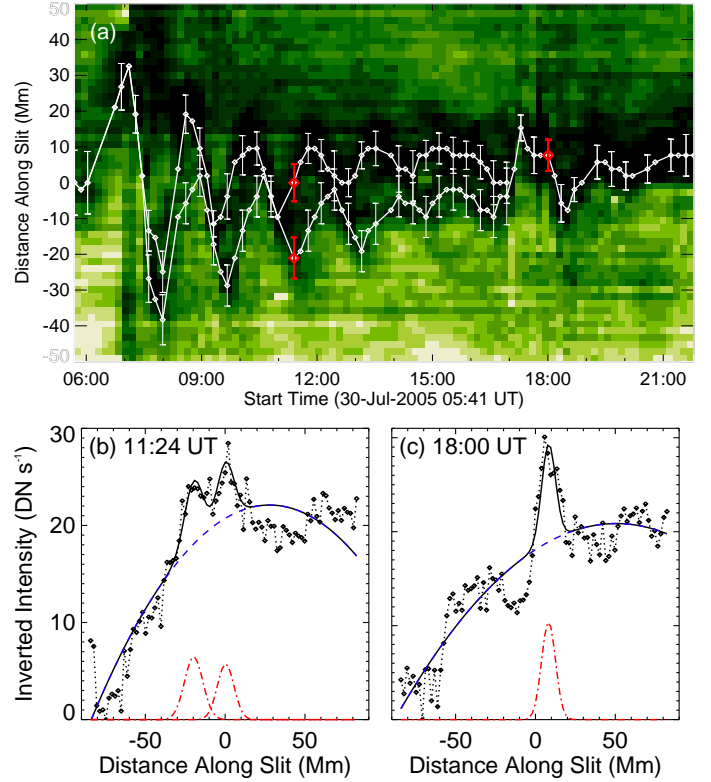 50
(a)
40
30
20
10
0
-10
-20
-30
-40
-50
Distance Along Slit (Mm)
06:00 09:00 12:00 15:00 18:00 21:00
Start Time (30-Jul-2005 05:41 UT)
(b) 11:24 UT
(c) 18:00 UT
30
20
10
0
Inverted Intensity (DN s⁻¹)
-50 0 50
-50 0 50
Distance Along Slit (Mm)
Distance Along Slit (Mm)